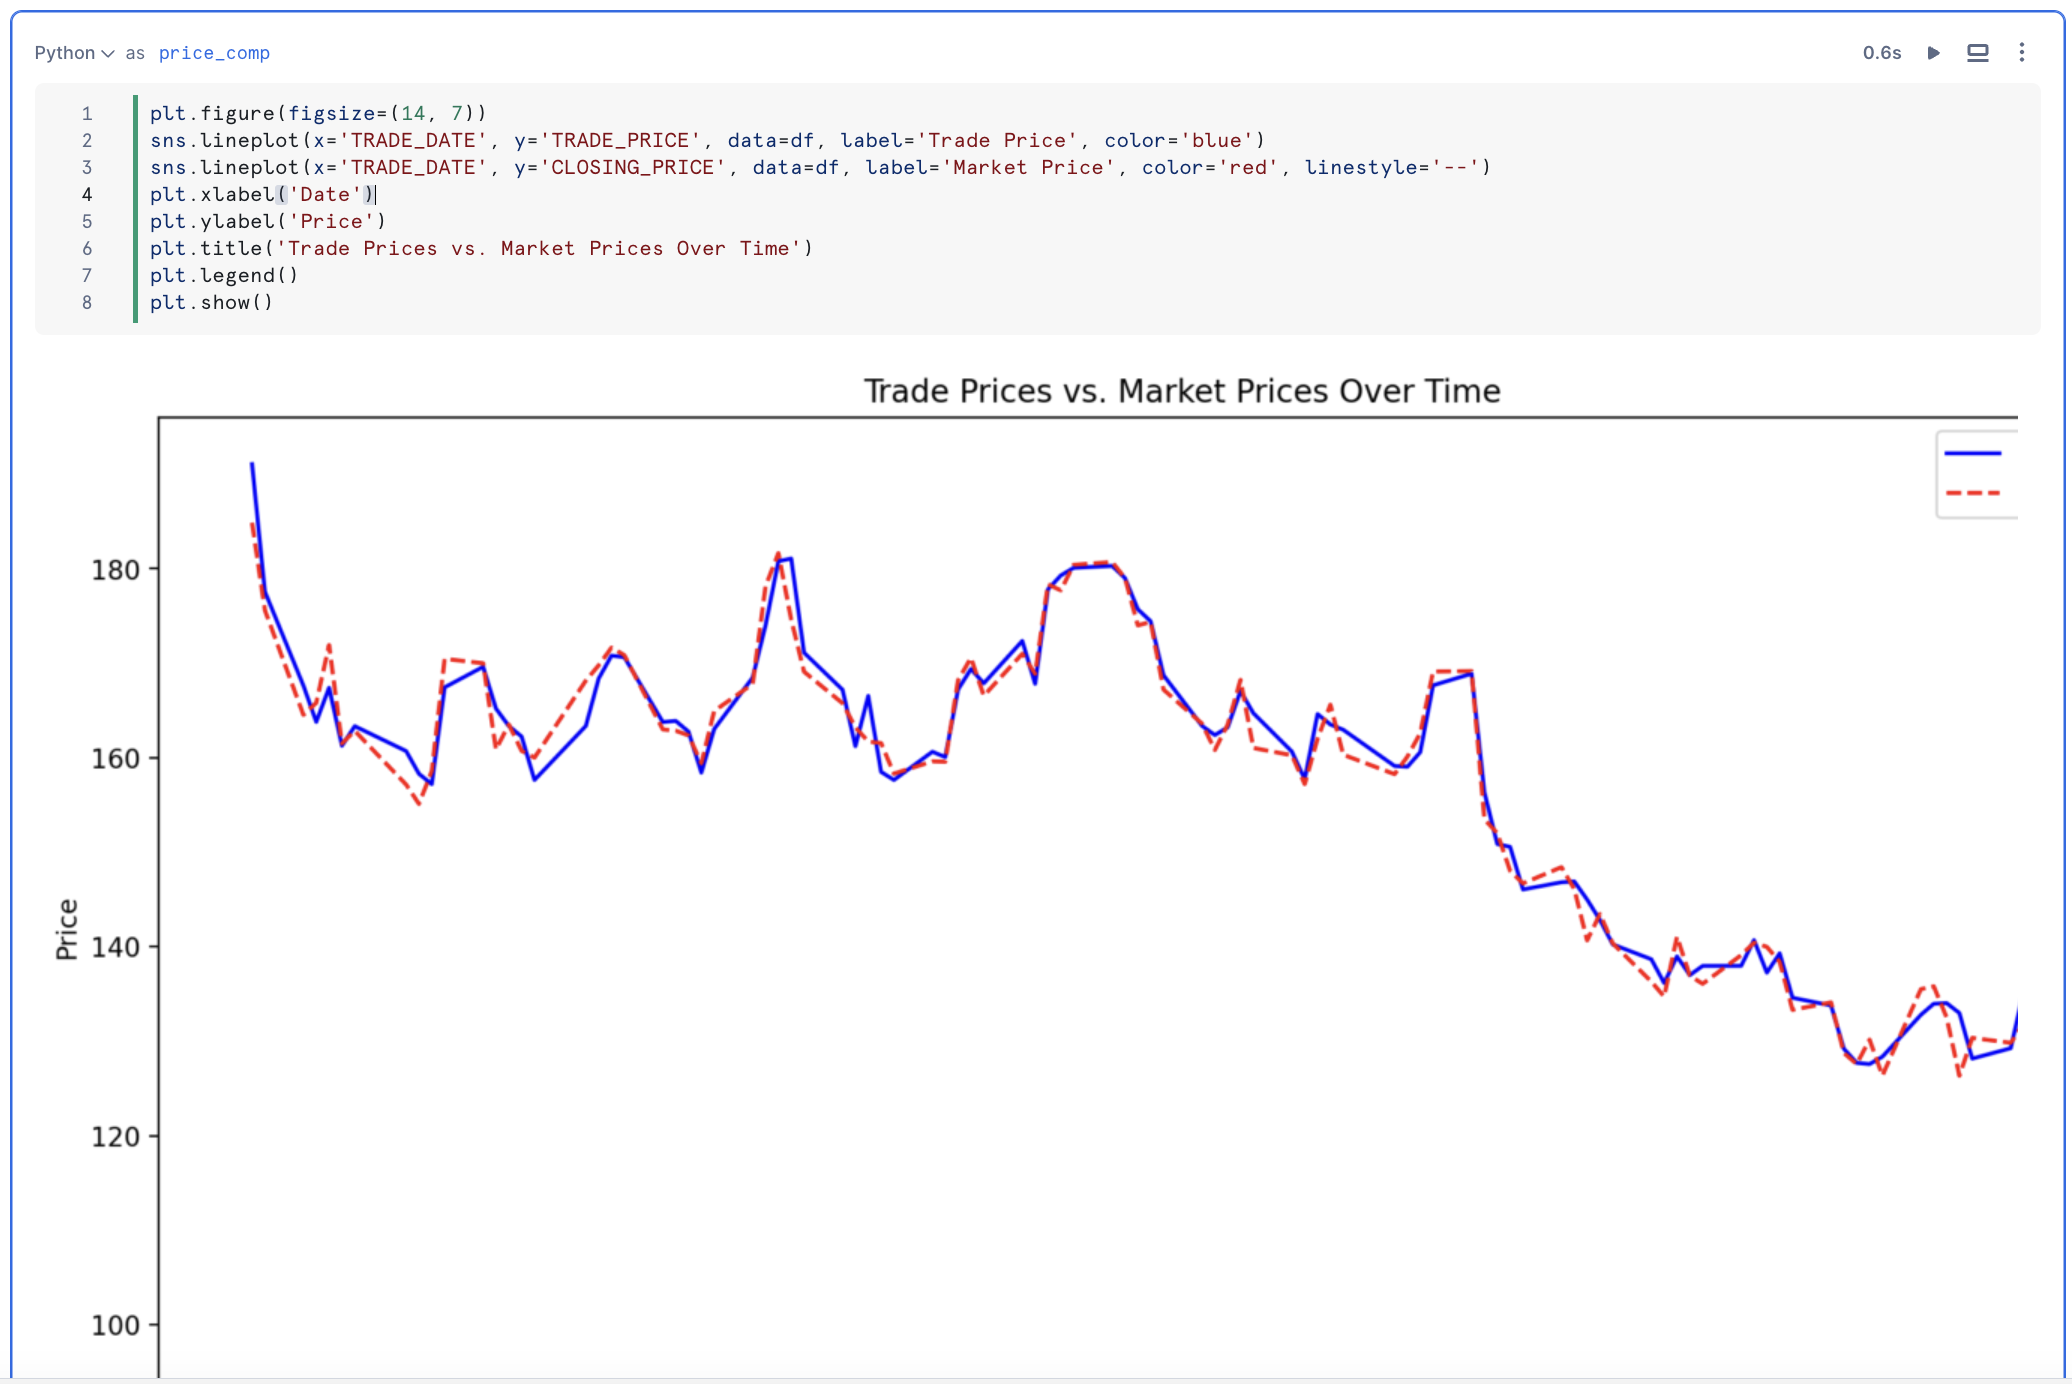 Python as price_comp 0.6s
1 plt.figure(figsize=(14, 7))
2 sns.lineplot(x='TRADE_DATE', y='TRADE_PRICE', data=df, label='Trade Price', color='blue')
3 sns.lineplot(x='TRADE_DATE', y='CLOSING_PRICE', data=df, label='Market Price', color='red', linestyle='--')
4 plt.xlabel('Date')
5 plt.ylabel('Price')
6 plt.title('Trade Prices vs. Market Prices Over Time')
7 plt.legend()
8 plt.show()
Trade Prices vs. Market Prices Over Time
180
160
Price
140
120
100